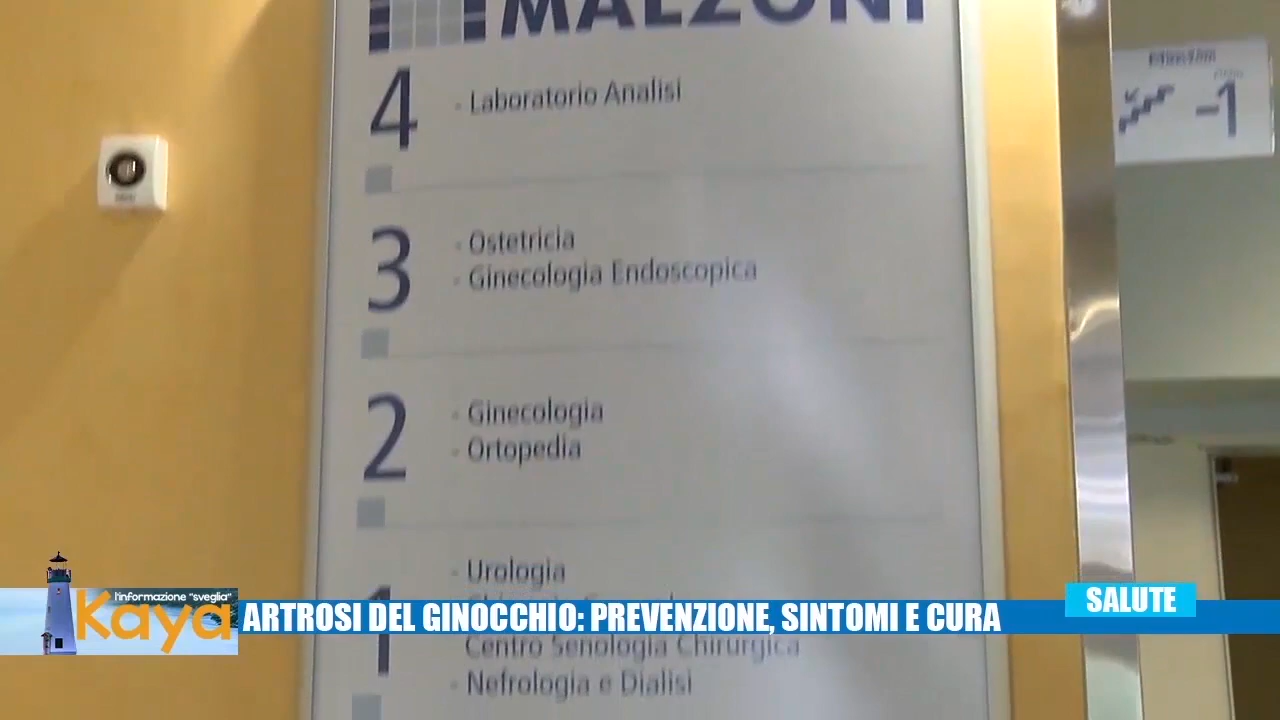 MALZONI
4
- Laboratorio Analisi
-1
3
- Ostetricia
- Ginecologia Endoscopica
2
- Ginecologia
- Ortopedia
1
- Urologia
Centro Senologia Chirurgica
- Nefrologia e Dialisi
l'informazione "sveglia"
Kaya
ARTROSI DEL GINOCCHIO: PREVENZIONE, SINTOMI E CURA
SALUTE